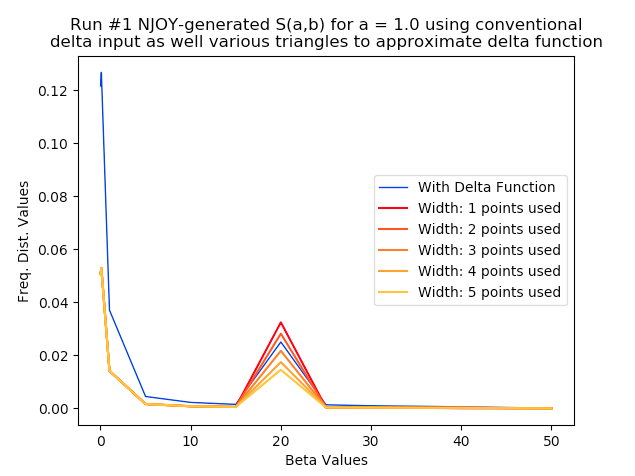 Run #1 NJOY-generated S(a,b) for a = 1.0 using conventional
delta input as well various triangles to approximate delta function
Freq. Dist. Values
0.12
0.10
0.08
0.06
0.04
0.02
0.00
With Delta Function
Width: 1 points used
Width: 2 points used
Width: 3 points used
Width: 4 points used
Width: 5 points used
0 10 20 30 40 50
Beta Values